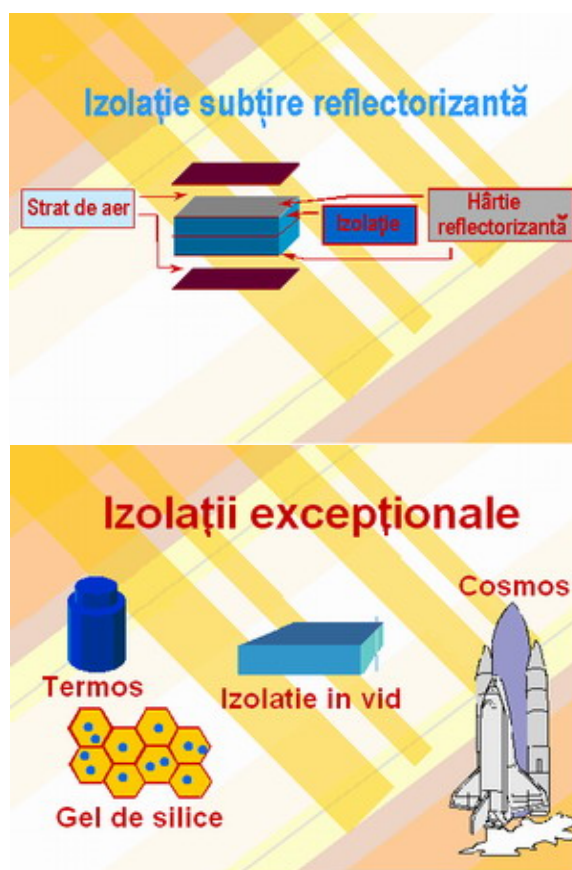 Izolație subțire reflectorizantă
Strat de aer
Izolație
Hârtie
reflectorizantă
Izolații excepționale
Cosmos
Termos
Izolatie in vid
Gel de silice